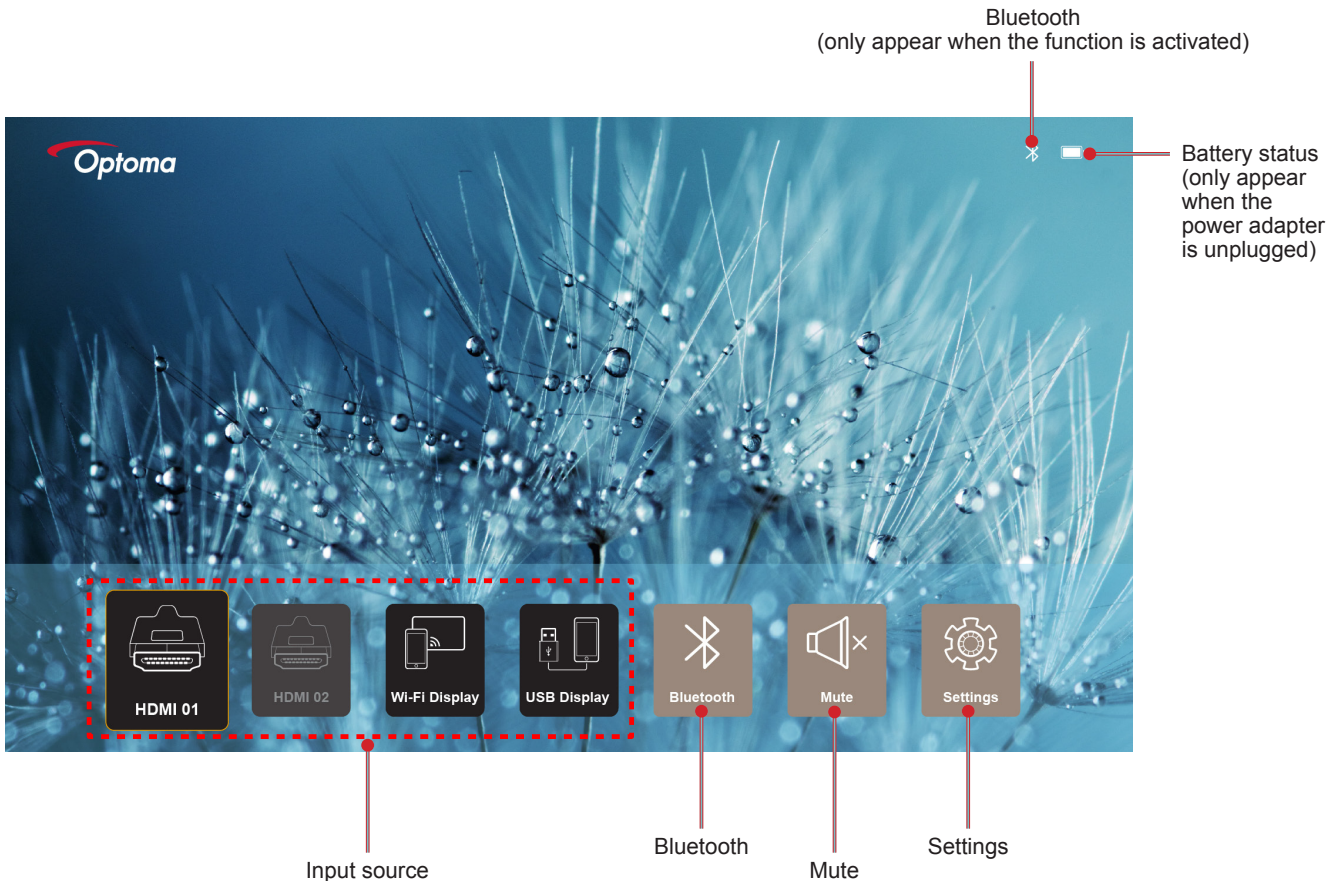 Bluetooth
(only appear when the function is activated)
Optoma
Battery status
(only appear
when the
power adapter
is unplugged)
HDMI 01
HDMI 02
Wi-Fi Display
USB Display
Bluetooth
Mute
Settings
Bluetooth
Settings
Input source
Mute